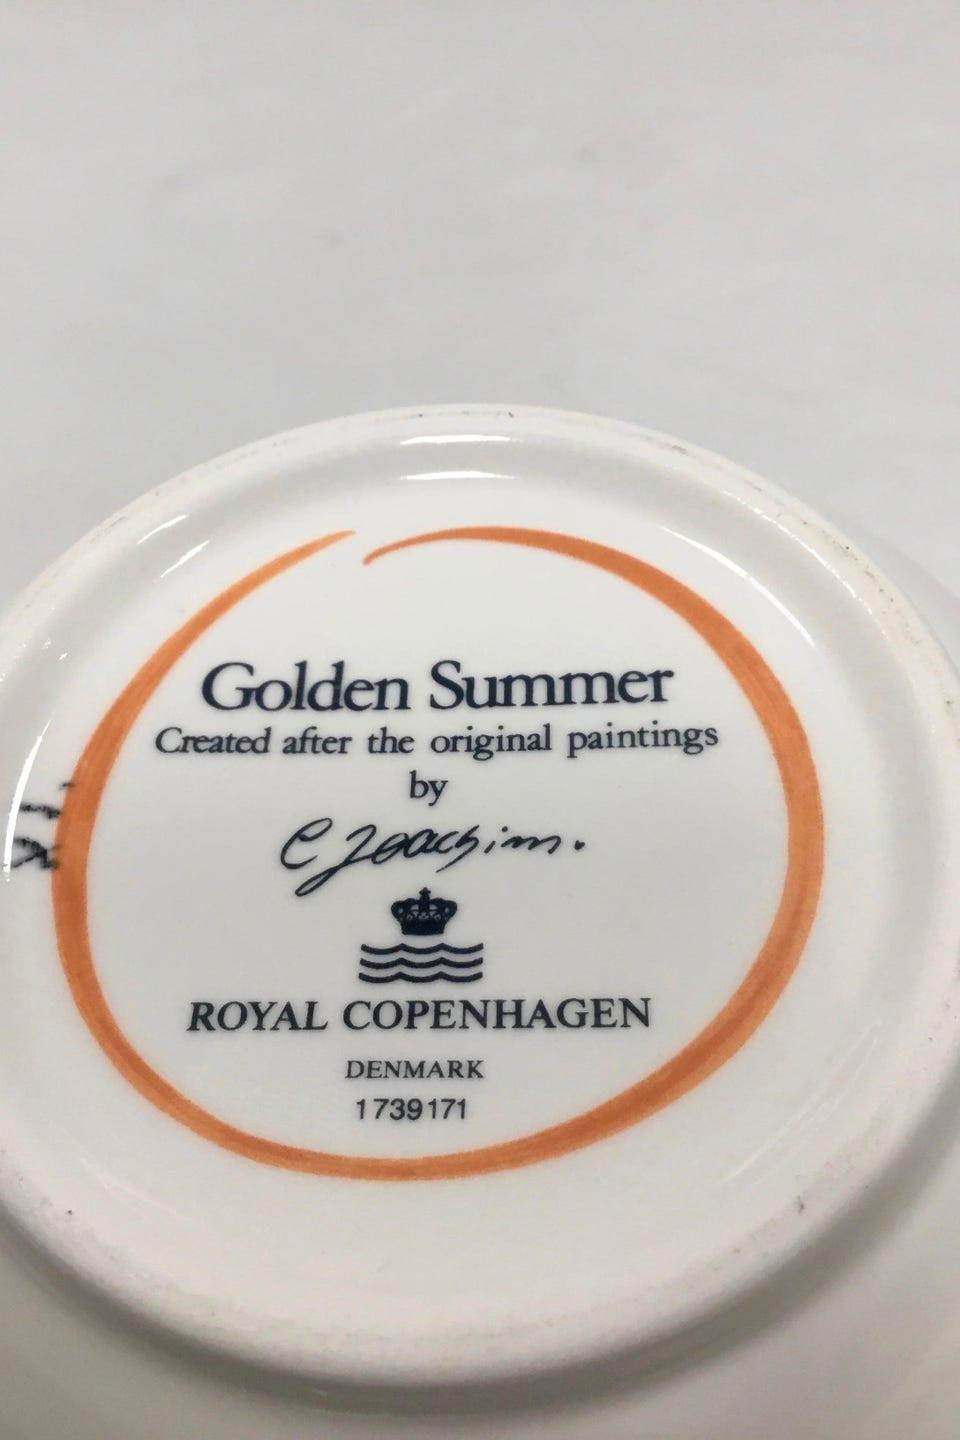 Golden Summer
Created after the original paintings
by
C Joachim.
ROYAL COPENHAGEN
DENMARK
1739171